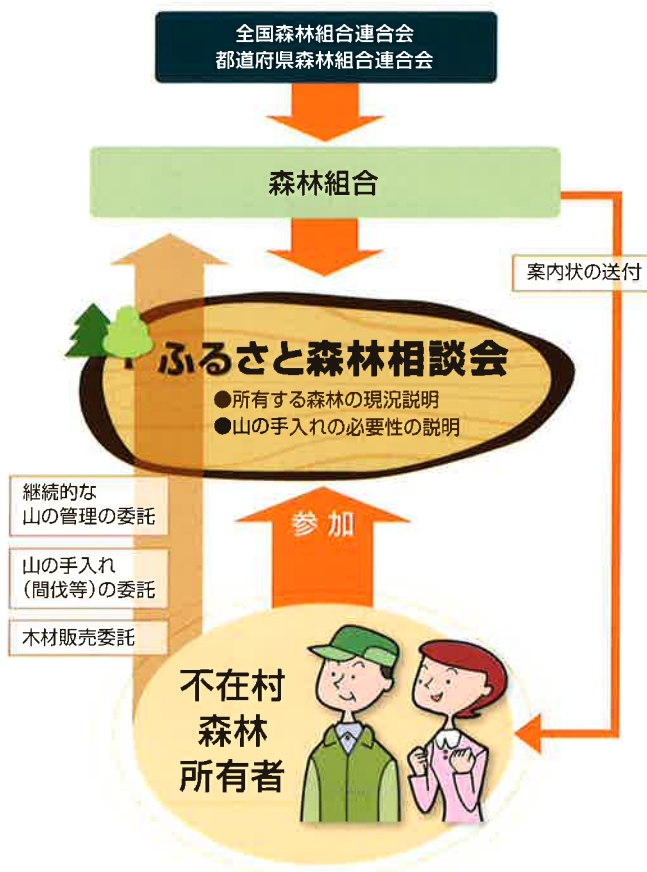 全国森林組合連合会
都道府県森林組合連合会
森林組合
案内状の送付
ふるさと森林相談会
●所有する森林の現況説明
●山の手入れの必要性の説明
継続的な
山の管理の委託
参加
山の手入れ
（間伐等）の委託
木材販売委託
不在村
森林
所有者